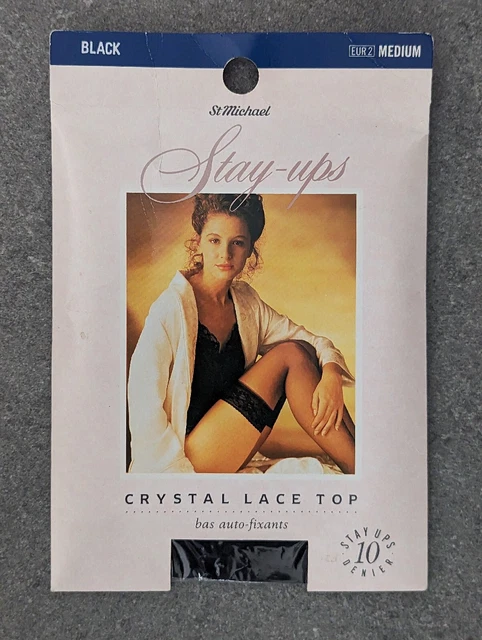 BLACK
EUR 2 MEDIUM
St Michael
Stay-ups
CRYSTAL LACE TOP
bas auto-fixants
STAY UPS
10
DENIER